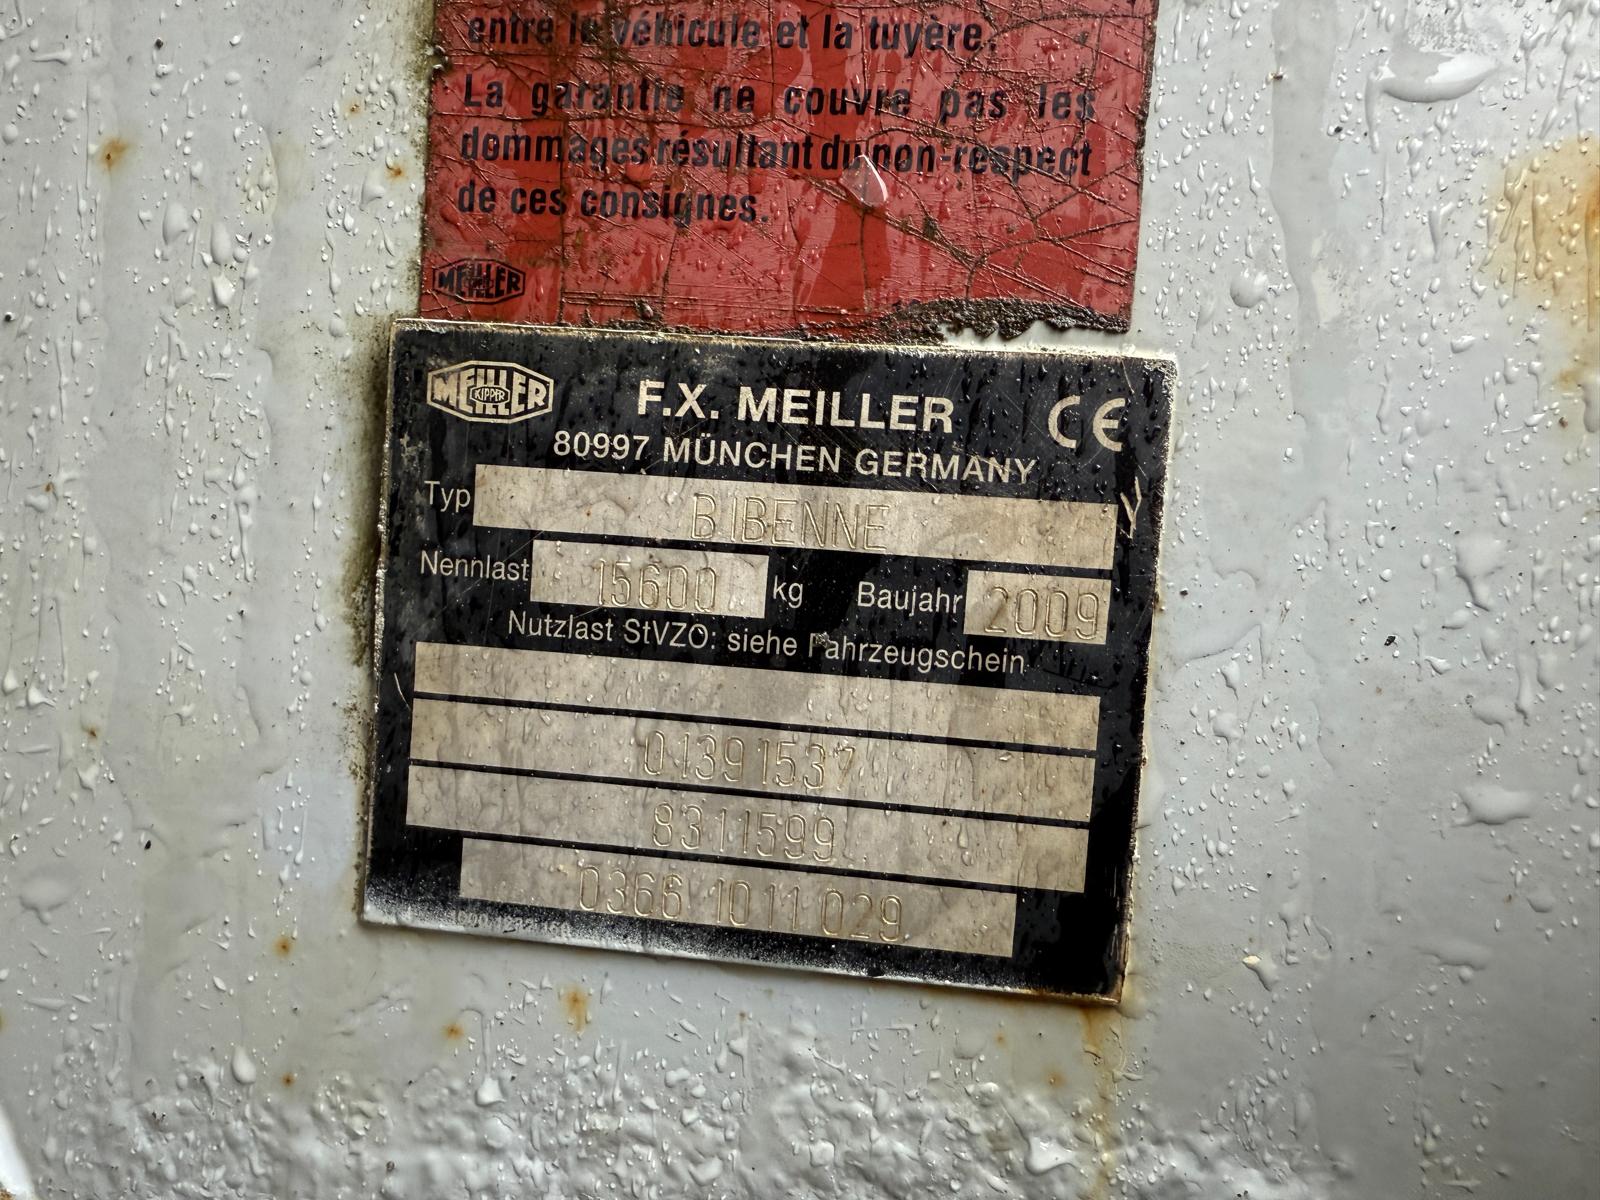 entre le véhicule et la tuyère.
La garantie ne couvre pas les
dommages résultant du non-respect
de ces consignes.
MEILLER
MEILLER
KIPPER
F.X. MEILLER
CE
80997 MÜNCHEN GERMANY
Typ BIBENNE
Nennlast 15600 kg Baujahr 2009
Nutzlast StVZO: siehe Fahrzeugschein
01391537
8311599
0366 1011 029